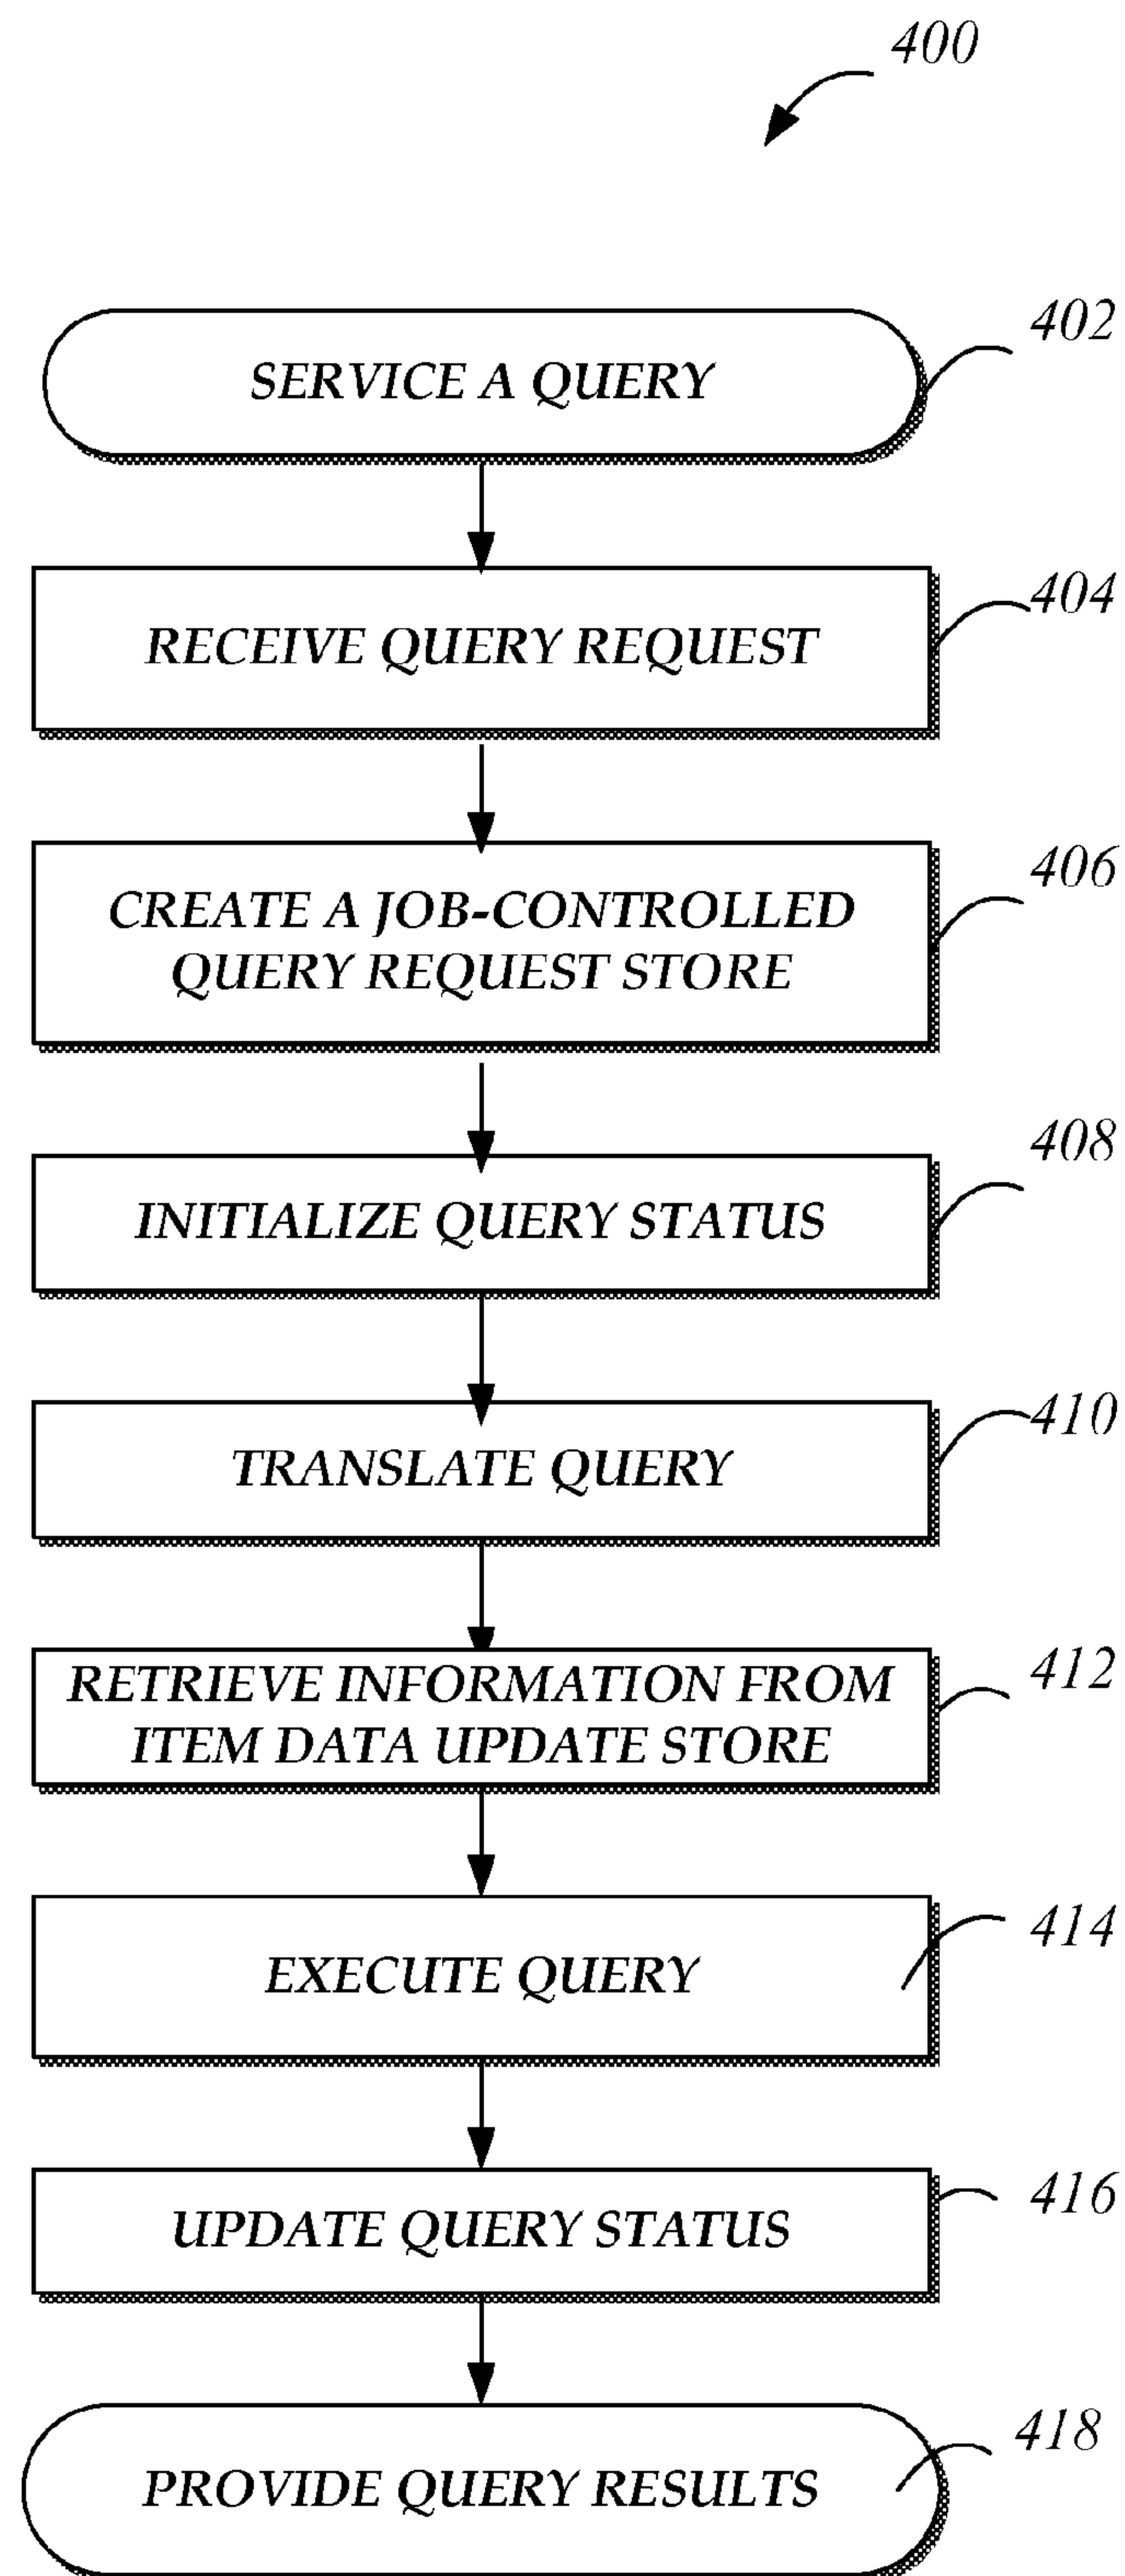 400
402
SERVICE A QUERY
404
RECEIVE QUERY REQUEST
406
CREATE A JOB-CONTROLLED
QUERY REQUEST STORE
408
INITIALIZE QUERY STATUS
410
TRANSLATE QUERY
412
RETRIEVE INFORMATION FROM
ITEM DATA UPDATE STORE
414
EXECUTE QUERY
416
UPDATE QUERY STATUS
418
PROVIDE QUERY RESULTS